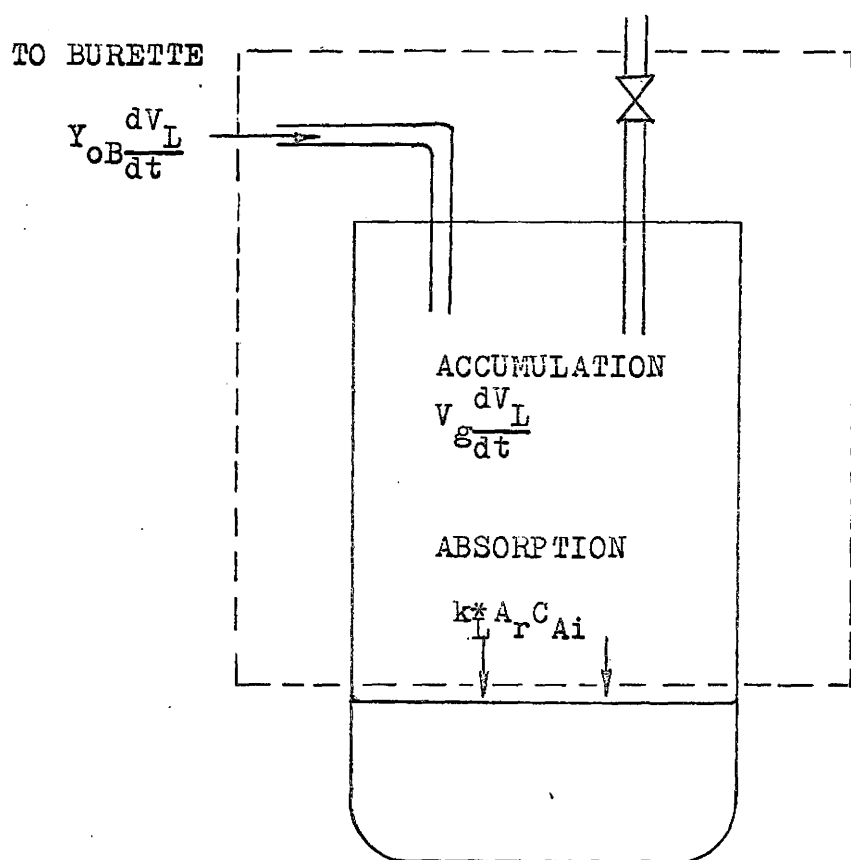 TO BURETTE
Y_oB dV_L/dt
ACCUMULATION
V_g dV_L/dt
ABSORPTION
k*_L A_r C_Ai